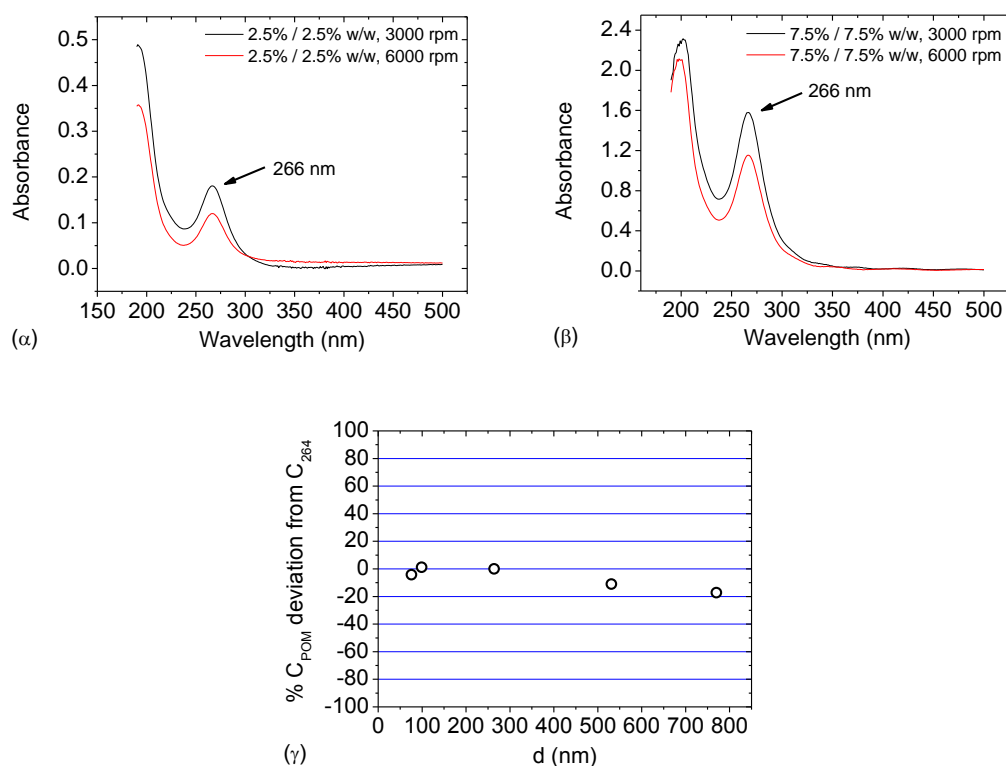 2.5% / 2.5% w/w, 3000 rpm
2.5% / 2.5% w/w, 6000 rpm
266 nm
Absorbance
0.5
0.4
0.3
0.2
0.1
0.0
150 200 250 300 350 400 450 500
Wavelength (nm)
(α)
7.5% / 7.5% w/w, 3000 rpm
7.5% / 7.5% w/w, 6000 rpm
266 nm
Absorbance
2.4
2.0
1.6
1.2
0.8
0.4
0.0
200 250 300 350 400 450 500
Wavelength (nm)
(β)
% C_POM deviation from C_264
100
80
60
40
20
0
-20
-40
-60
-80
-100
0 100 200 300 400 500 600 700 800
d (nm)
(γ)